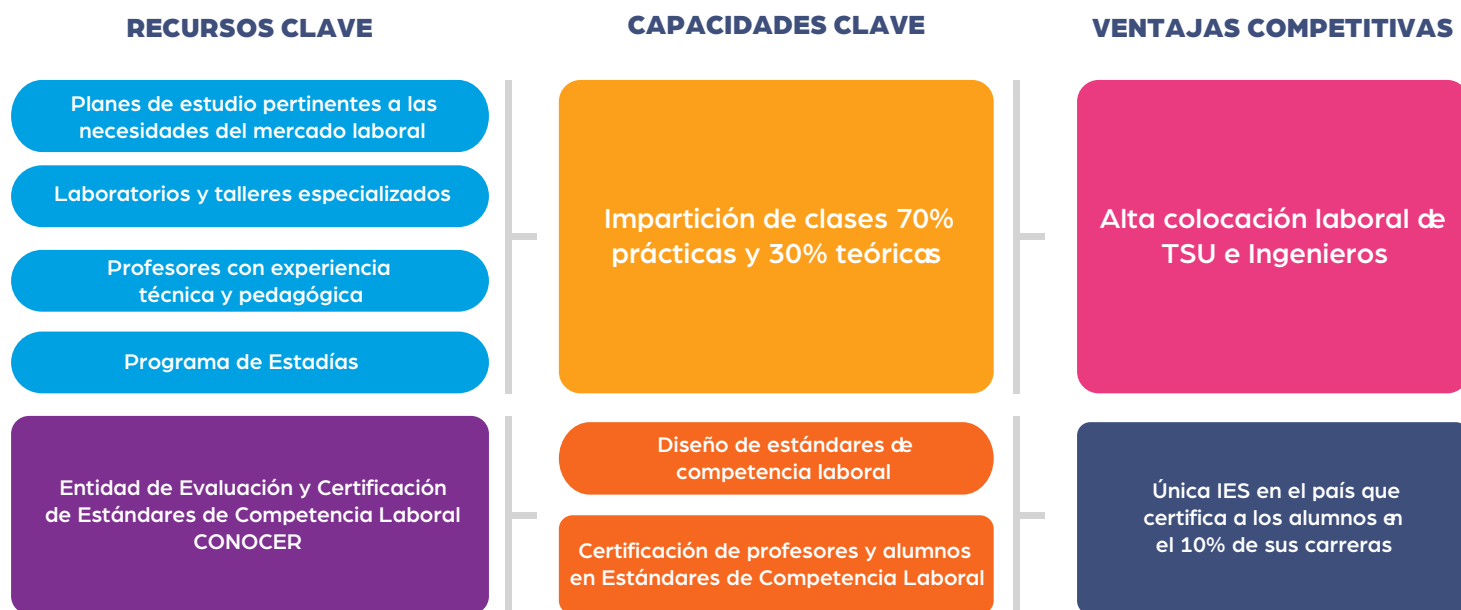 RECURSOS CLAVE
CAPACIDADES CLAVE
VENTAJAS COMPETITIVAS
Planes de estudio pertinentes a las
necesidades del mercado laboral
Laboratorios y talleres especializados
Profesores con experiencia
técnica y pedagógica
Programa de Estadías
Impartición de clases 70%
prácticas y 30% teóricas
Alta colocación laboral de
TSU e Ingenieros
Entidad de Evaluación y Certificación
de Estándares de Competencia Laboral
CONOCER
Diseño de estándares de
competencia laboral
Certificación de profesores y alumnos
en Estándares de Competencia Laboral
Única IES en el país que
certifica a los alumnos en
el 10% de sus carreras